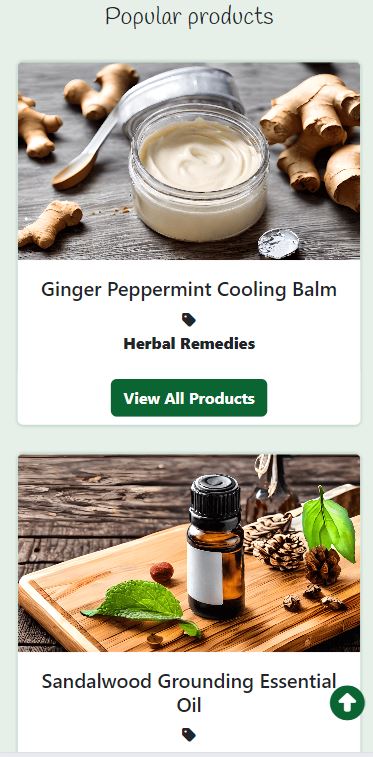 Popular products
Ginger Peppermint Cooling Balm
Herbal Remedies
View All Products
Sandalwood Grounding Essential
Oil